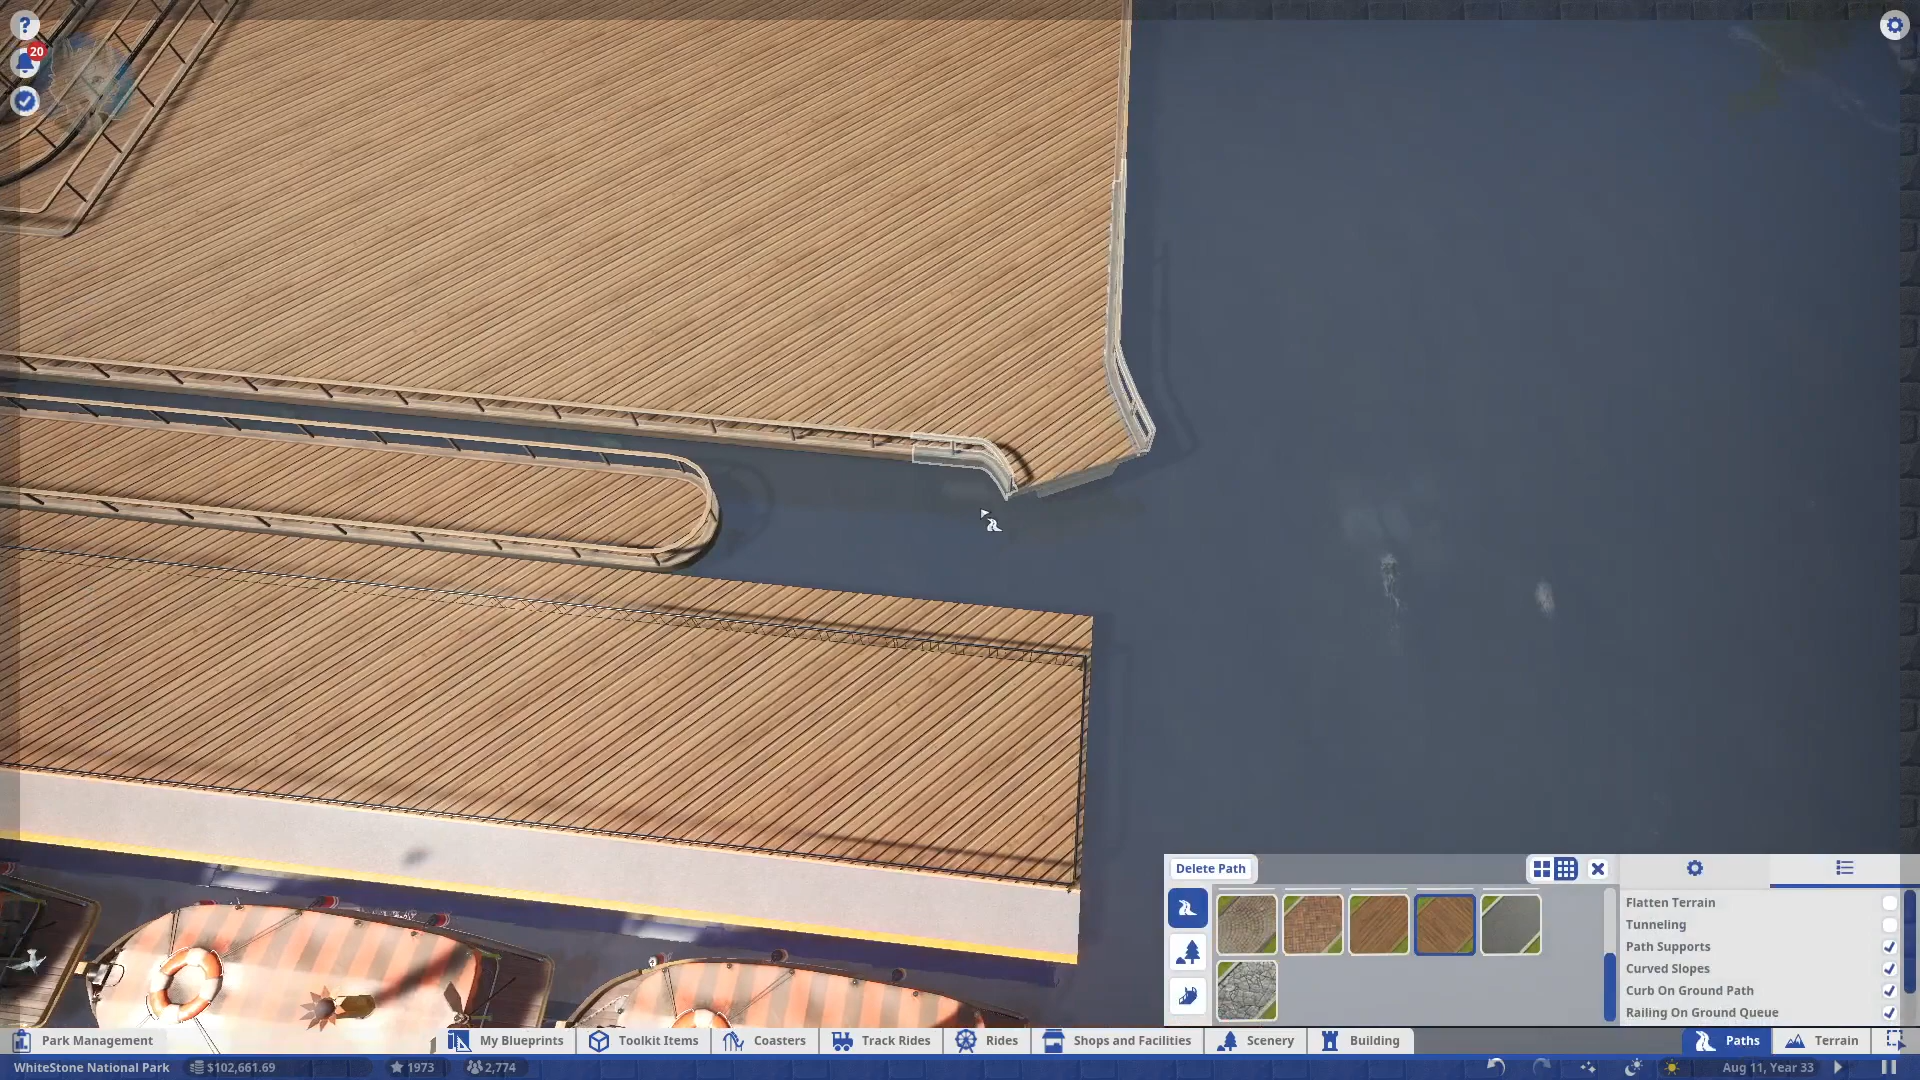 ?
20
Delete Path
Flatten Terrain
Tunneling
Path Supports
Curved Slopes
Curb On Ground Path
Railing On Ground Queue
Park Management
My Blueprints
Toolkit Items
Coasters
Track Rides
Rides
Shops and Facilities
Scenery
Building
Paths
Terrain
WhiteStone National Park
$102,661.69
1973
2,774
Aug 11, Year 33